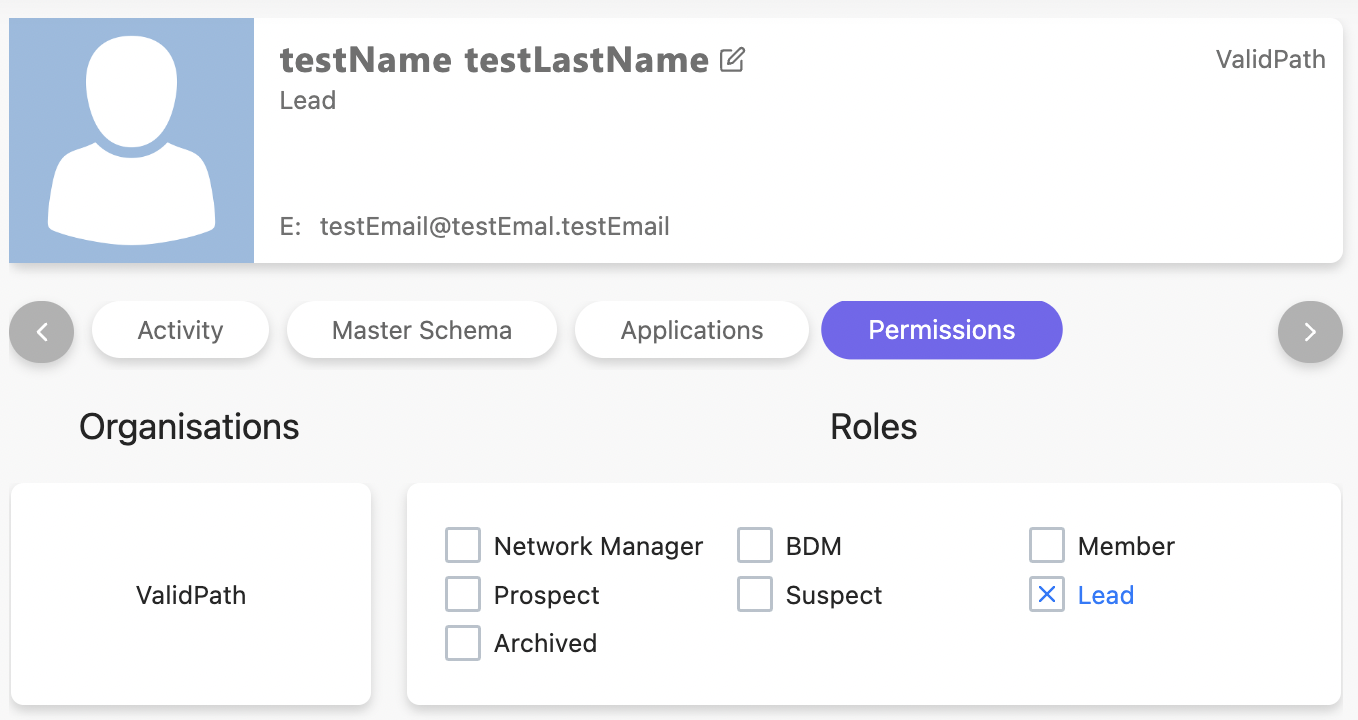 testName testLastName
ValidPath
Lead
E: testEmail@testEmal.testEmail
Activity
Master Schema
Applications
Permissions
Organisations
Roles
ValidPath
Network Manager
BDM
Member
Prospect
Suspect
Lead
Archived